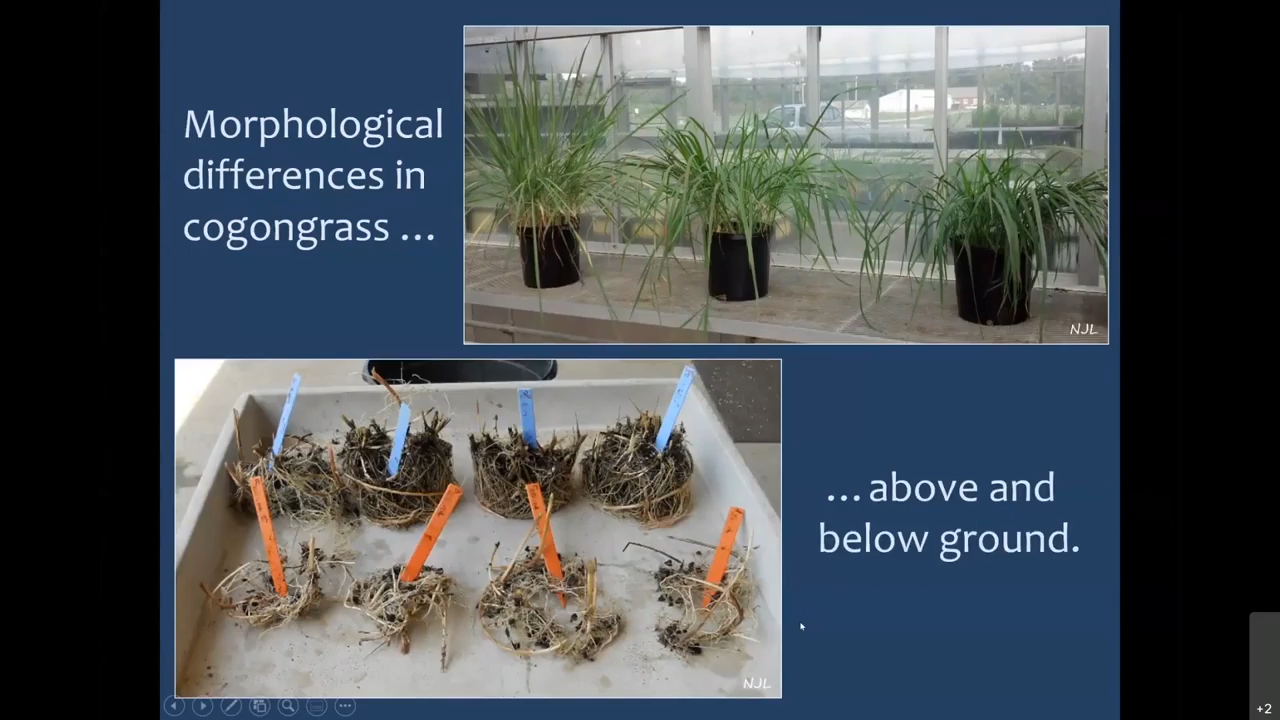 Morphological
differences in
cogongrass ...
NJL
...above and
below ground.
NJL
+2